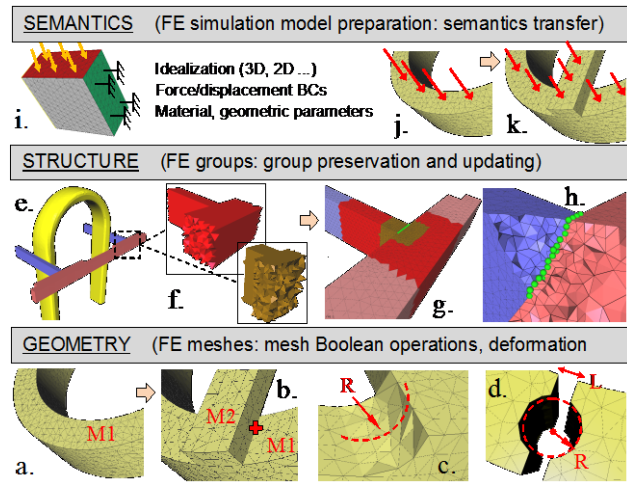 SEMANTICS (FE simulation model preparation: semantics transfer)
Idealization (3D, 2D ...)
Force/displacement BCs
Material, geometric parameters
i.
j.
k.
STRUCTURE (FE groups: group preservation and updating)
e.
f.
g.
h.
GEOMETRY (FE meshes: mesh Boolean operations, deformation
M1
a.
b.
M2
M1
R
c.
d.
L
R